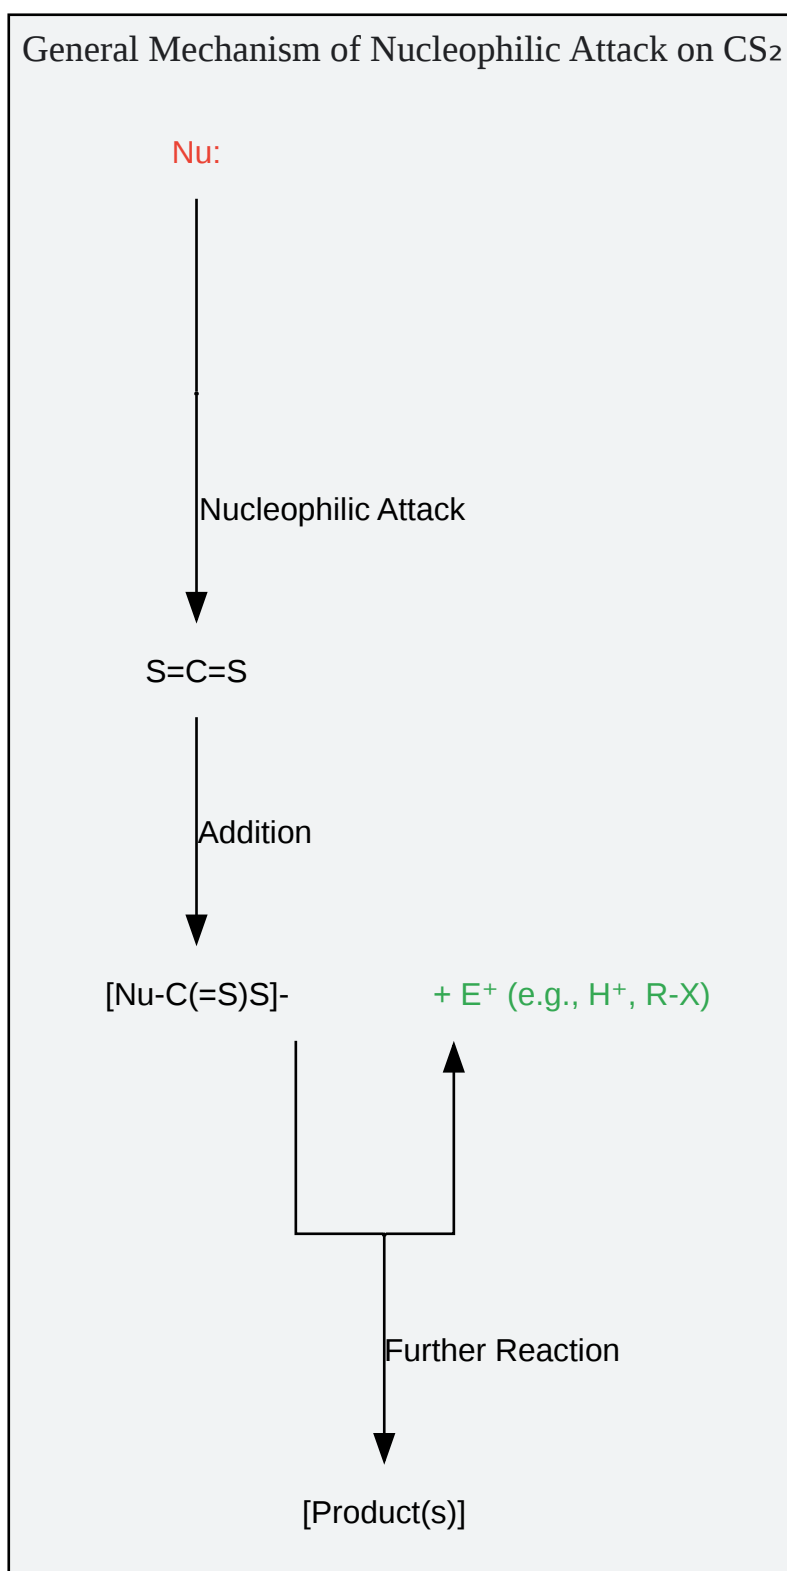 General Mechanism of Nucleophilic Attack on CS₂
Nu:
Nucleophilic Attack
S=C=S
Addition
[Nu-C(=S)S]-
+ E⁺ (e.g., H⁺, R-X)
Further Reaction
[Product(s)]